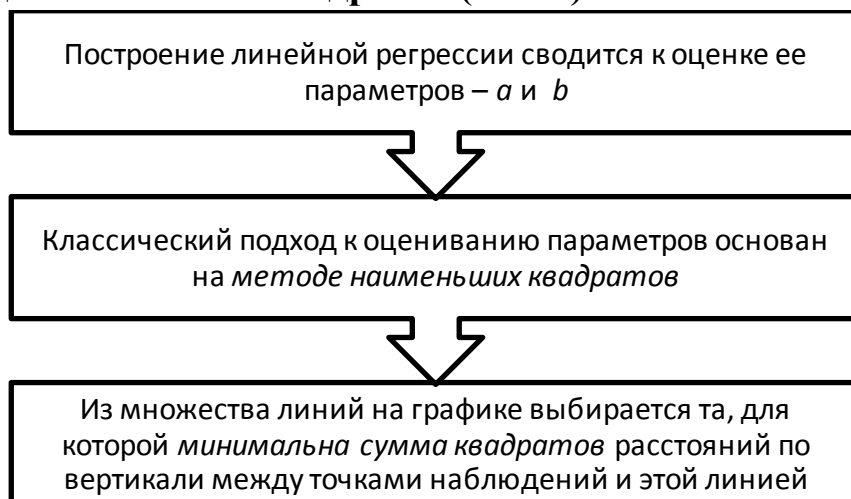 Построение линейной регрессии сводится к оценке ее
параметров – a и b
Классический подход к оцениванию параметров основан
на методе наименьших квадратов
Из множества линий на графике выбирается та, для
которой минимальна сумма квадратов расстояний по
вертикали между точками наблюдений и этой линией